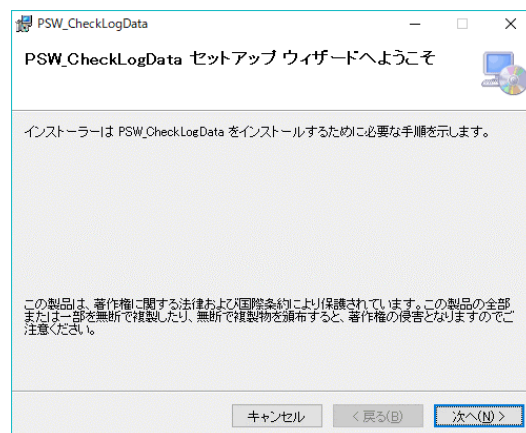 PSW_CheckLogData
PSW_CheckLogData セットアップ ウィザードへようこそ
インストーラーは PSW_CheckLogData をインストールするために必要な手順を示します。
この製品は、著作権に関する法律および国際条約により保護されています。この製品の全部
または一部を無断で複製したり、無断で複製物を頒布すると、著作権の侵害となりますのでご
注意ください。
キャンセル < 戻る(B) 次へ(N) >